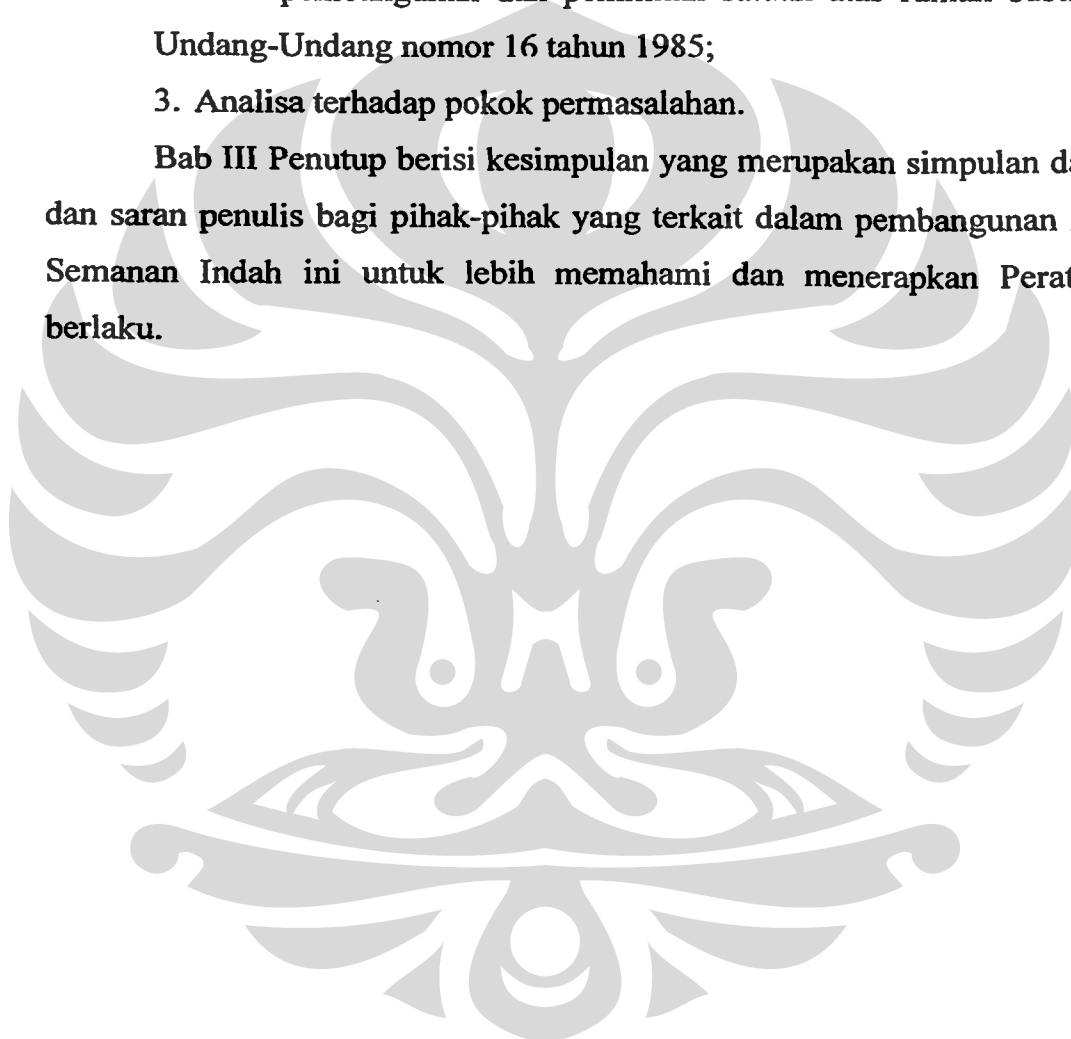 Undang-Undang nomor 16 tahun 1985;
3. Analisa terhadap pokok permasalahan.
Bab III Penutup berisi kesimpulan yang merupakan simpulan
dan saran penulis bagi pihak-pihak yang terkait dalam pembangunan
Semanan Indah ini untuk lebih memahami dan menerapkan
berlaku.